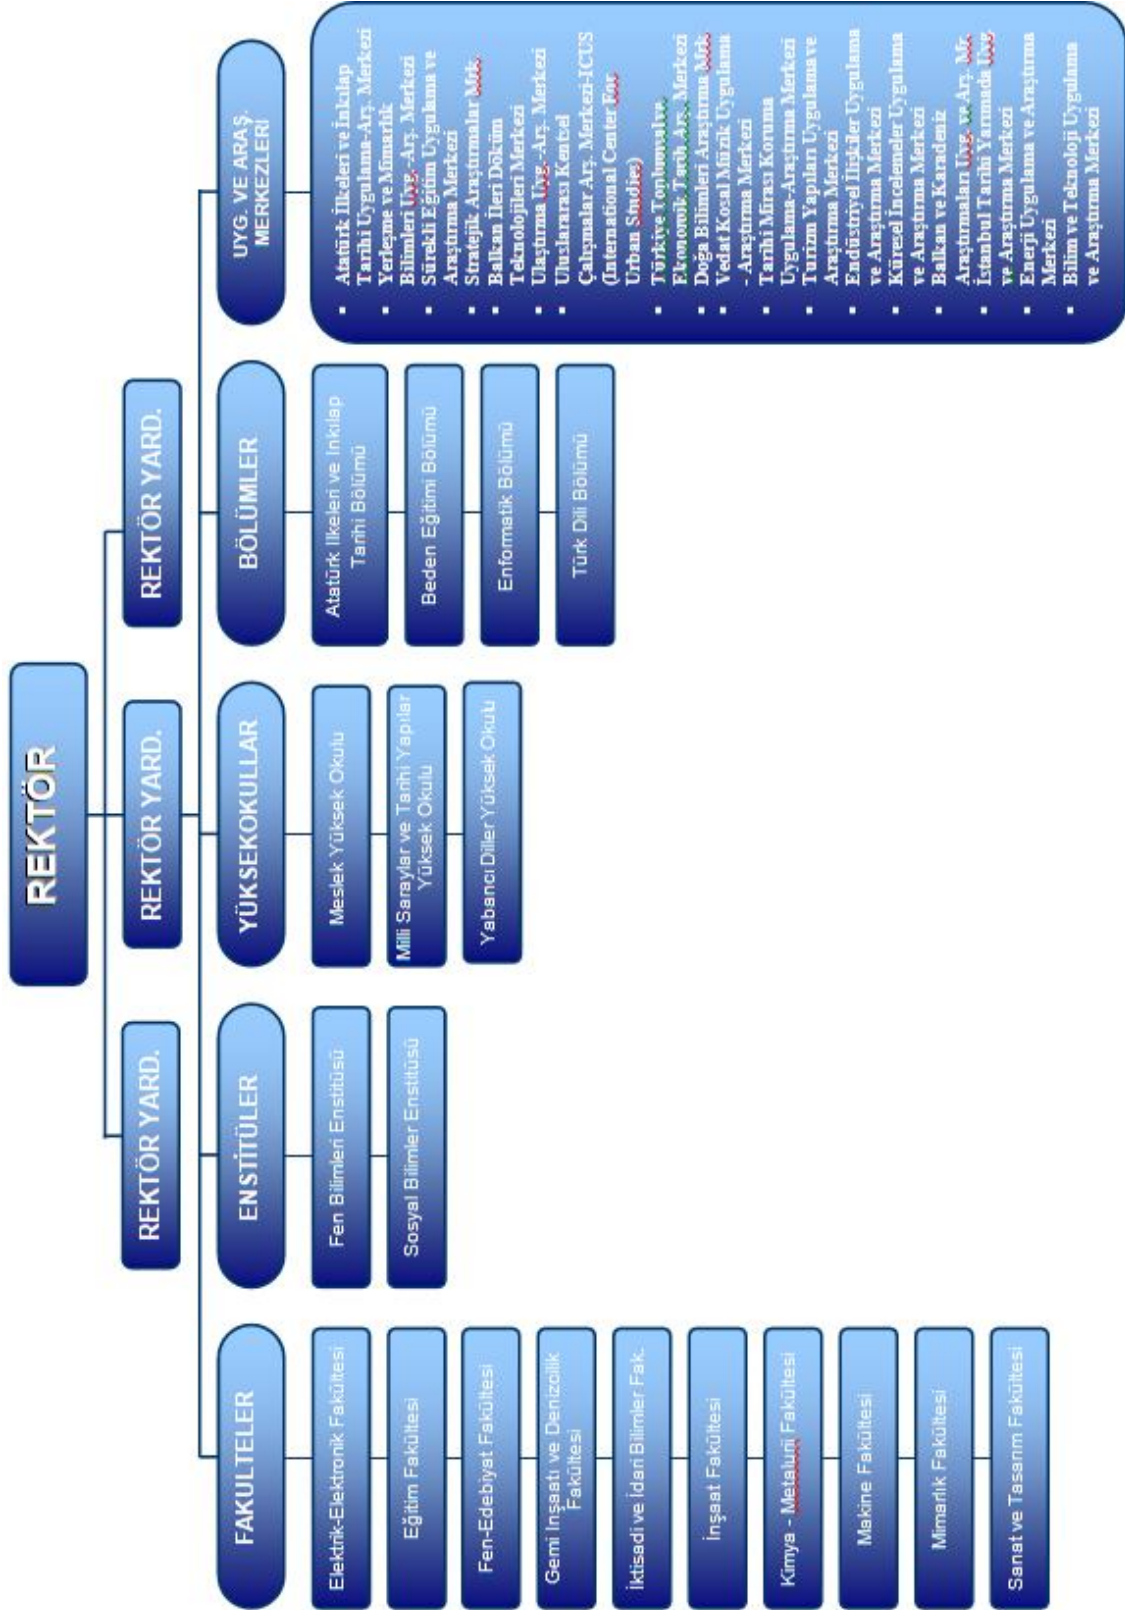 REKTÖR
REKTÖR YARD.
REKTÖR YARD.
REKTÖR YARD.
FAKULTELER
Elektrik-Elektronik Fakültesi
Eğitim Fakültesi
Fen-Edebiyat Fakültesi
Gemi İnşaatı ve Denizcilik
Fakültesi
İktisadi ve İdari Bilimler Fak.
İnşaat Fakültesi
Kimya - Metalurji Fakültesi
Makine Fakültesi
Mimarlık Fakültesi
Sanat ve Tasarım Fakültesi
ENSTİTÜLER
Fen Bilimleri Enstitüsü
Sosyal Bilimler Enstitüsü
YÜKSEKOKULLAR
Meslek Yüksek Okulu
Milli Saraylar ve Tarihi Yapılar
Yüksek Okulu
Yabancı Diller Yüksek Okulu
BÖLÜMLER
Atatürk İlkeleri ve İnkılap
Tarihi Bölümü
Beden Eğitimi Bölümü
Enformatik Bölümü
Türk Dili Bölümü
UYG. VE ARAŞ.
MERKEZLERİ
▪ Atatürk İlkeleri ve İnkılap
Tarihi Uygulama-Arş. Merkezi
▪ Yerleşme ve Mimarlık
Bilimleri Uyg.-Arş. Merkezi
▪ Sürekli Eğitim Uygulama ve
Araştırma Merkezi
▪ Stratejik Araştırmalar Mrk.
▪ Balkan İleri Döküm
Teknolojileri Merkezi
▪ Ulaştırma Uyg.-Arş. Merkezi
▪ Uluslararası Kentsel
Çalışmalar Arş. Merkezi-ICUS
(International Center For
Urban Studies)
▪ Türkiye Toplumu ve
Ekonomik Tarih Arş. Merkezi
▪ Doğa Bilimleri Araştırma Mrk
▪ Vedat Kosal Müzik Uygulama
- Araştırma Merkezi
▪ Tarihi Mirası Koruma
Uygulama-Araştırma Merkezi
▪ Turizm Yapıları Uygulama ve
Araştırma Merkezi
▪ Endüstriyel İlişkiler Uygulama
ve Araştırma Merkezi
▪ Küresel İncelemeler Uygulama
ve Araştırma Merkezi
▪ Balkan ve Karadeniz
Araştırmaları Uyg. ve Arş. Mr.
▪ İstanbul Tarihi Yarımada Uyg
ve Araştırma Merkezi
▪ Enerji Uygulama ve Araştırma
Merkezi
▪ Bilim ve Teknoloji Uygulama
ve Araştırma Merkezi